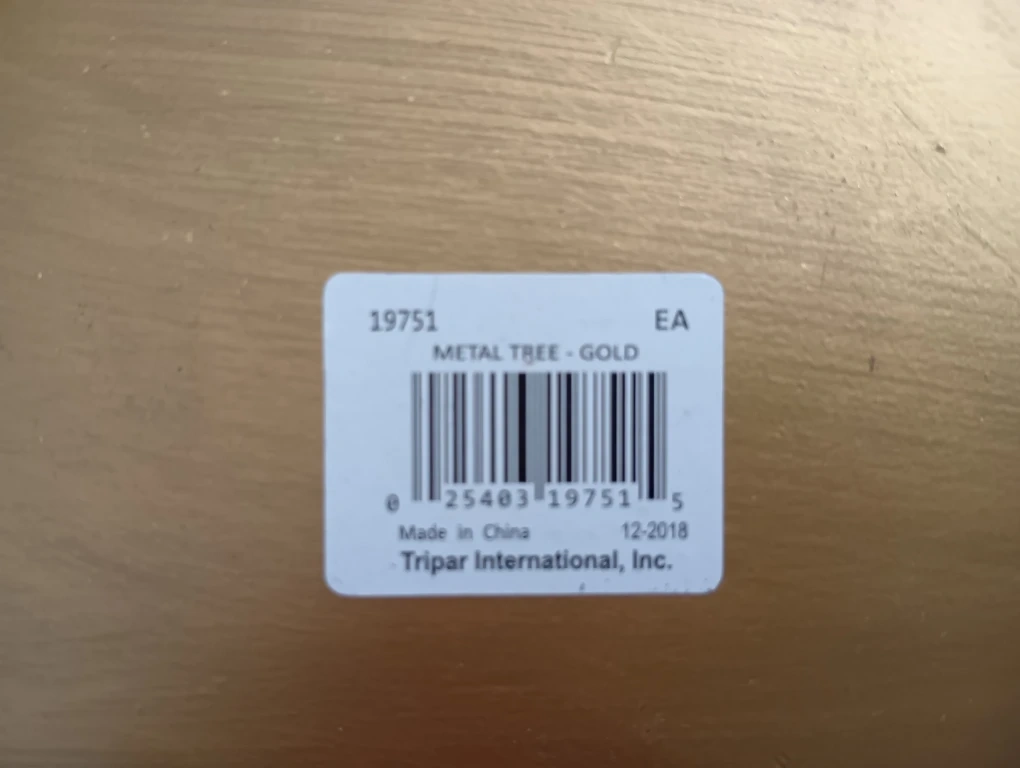 19751 EA
METAL TREE - GOLD
0 25403 19751 5
Made in China 12-2018
Tripar International, Inc.